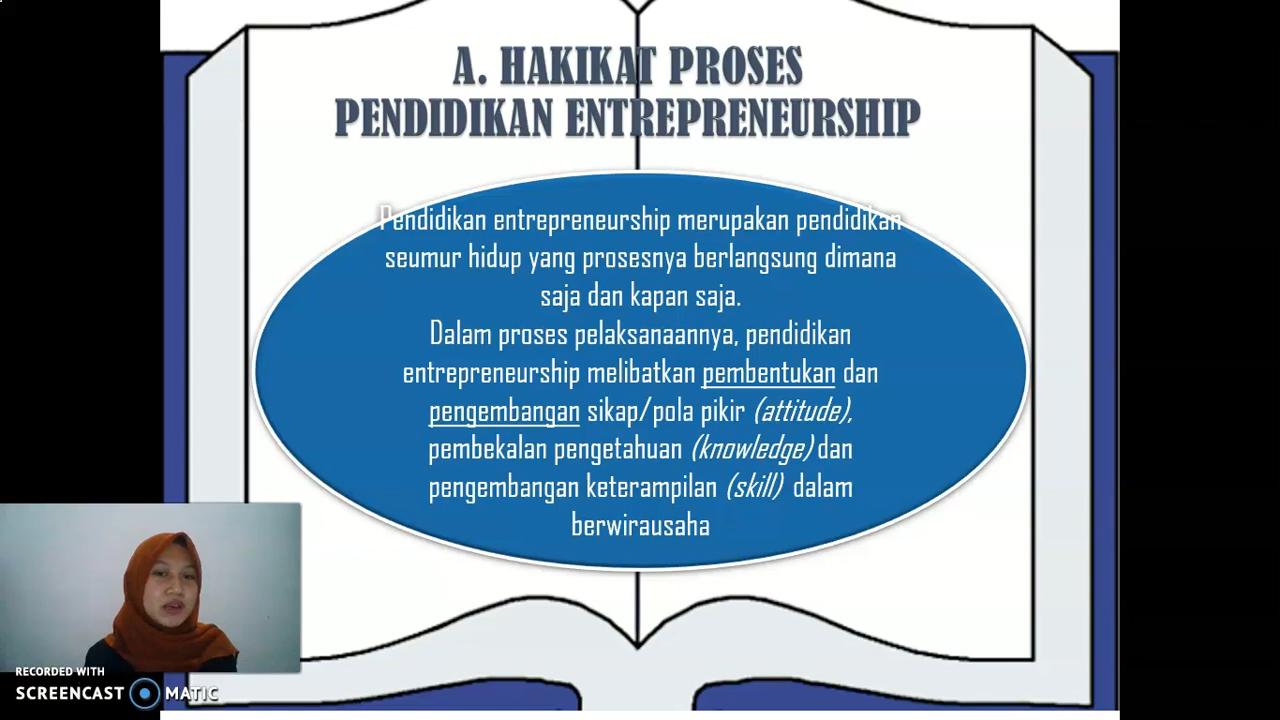 A. HAKIKAT PROSES
PENDIDIKAN ENTREPRENEURSHIP
Pendidikan entrepreneurship merupakan pendidikan
seumur hidup yang prosesnya berlangsung dimana
saja dan kapan saja.
Dalam proses pelaksanaannya, pendidikan
entrepreneurship melibatkan pembentukan dan
pengembangan sikap/pola pikir (attitude),
pembekalan pengetahuan (knowledge) dan
pengembangan keterampilan (skill) dalam
berwirausaha
RECORDED WITH
SCREENCAST MATIC